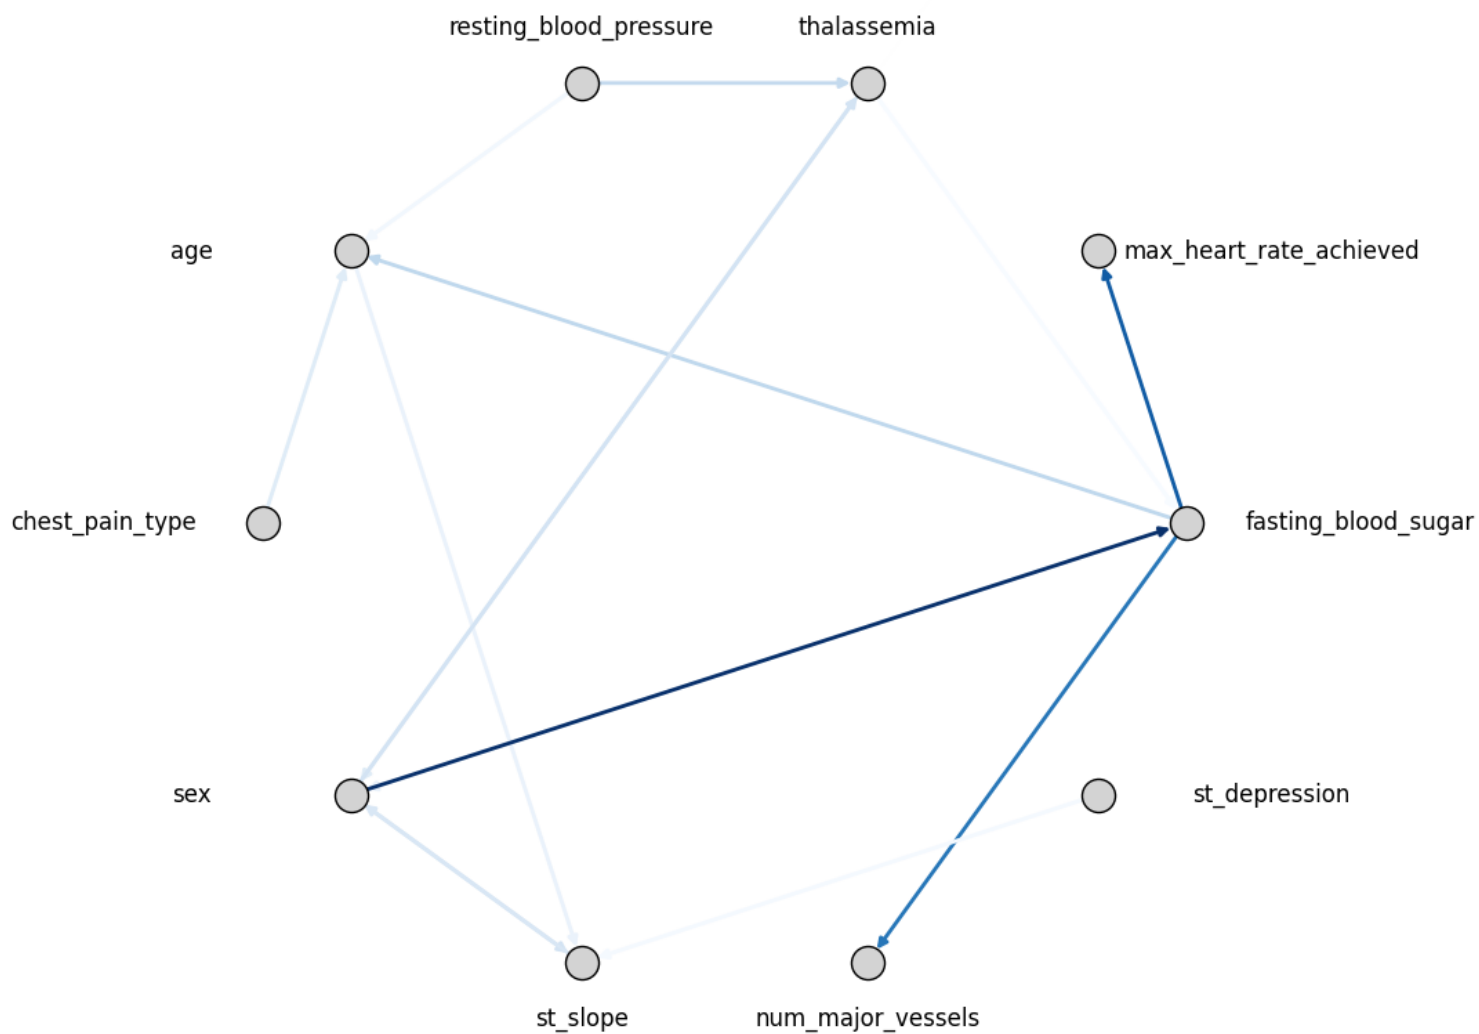 resting_blood_pressure
thalassemia
age
max_heart_rate_achieved
chest_pain_type
fasting_blood_sugar
sex
st_depression
st_slope
num_major_vessels